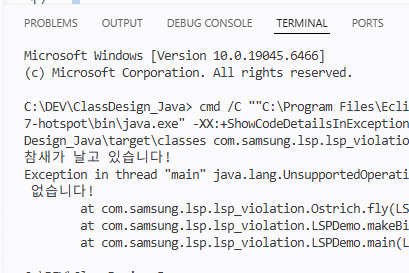 PROBLEMS OUTPUT DEBUG CONSOLE TERMINAL PORTS
Microsoft Windows [Version 10.0.19045.6466]
(c) Microsoft Corporation. All rights reserved.
C:\DEV\ClassDesign_Java> cmd /C ""C:\Program Files\Ecli
7-hotspot\bin\java.exe" -XX:+ShowCodeDetailsInException
Design_Java\target\classes com.samsung.lsp.lsp_violatio
참새가 날고 있습니다!
Exception in thread "main" java.lang.UnsupportedOperati
없습니다!
at com.samsung.lsp.lsp_violation.Ostrich.fly(LS
at com.samsung.lsp.lsp_violation.LSPDemo.makeBi
at com.samsung.lsp.lsp_violation.LSPDemo.main(L